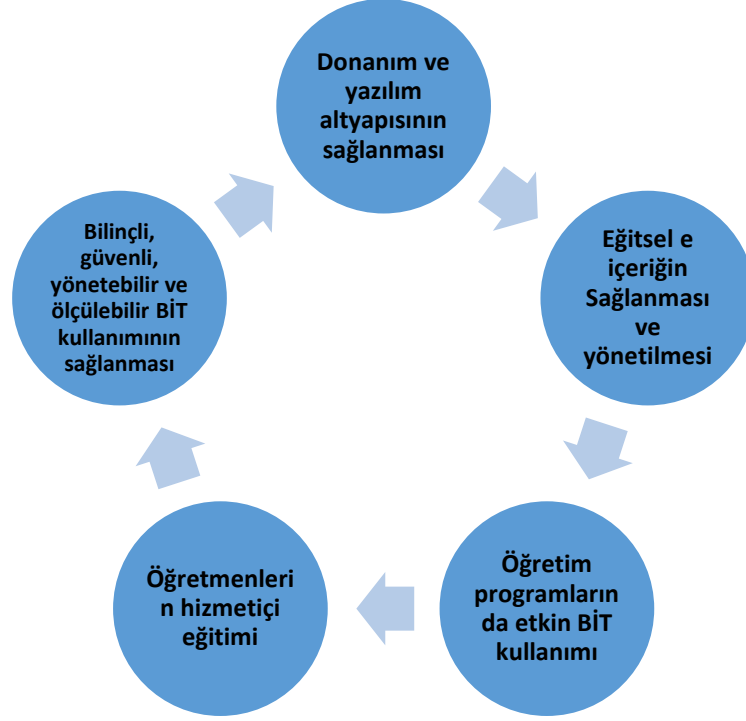 Donanım ve
yazılım
altyapısının
sağlanması
Eğitsel e
içeriğin
Sağlanması
ve
yönetilmesi
Öğretim
programların
da etkin BİT
kullanımı
Öğretmenleri
n hizmetiçi
eğitimi
Bilinçli,
güvenli,
yönetebilir ve
ölçülebilir BİT
kullanımının
sağlanması